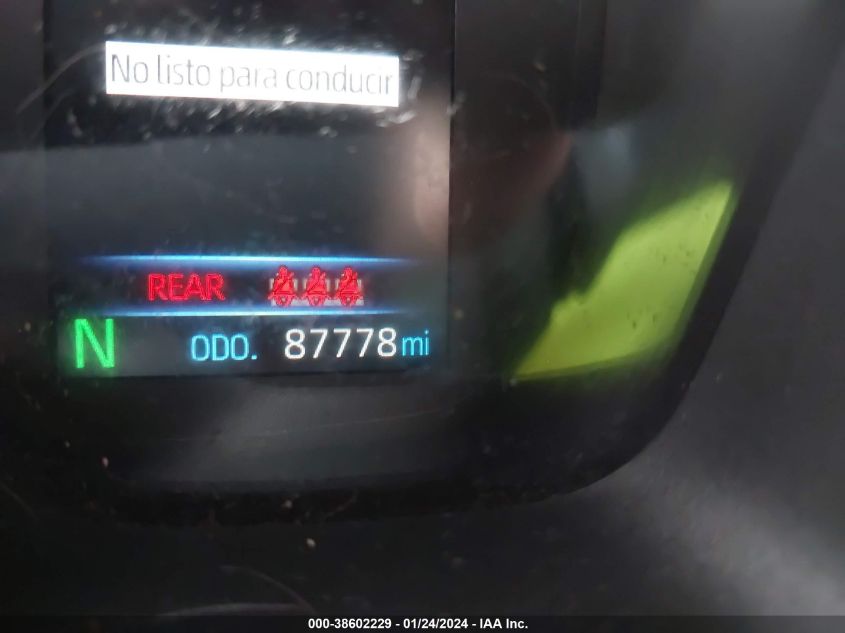 No listo para conducir
REAR
N ODO. 87778 mi
000-38602229 - 01/24/2024 - IAA Inc.